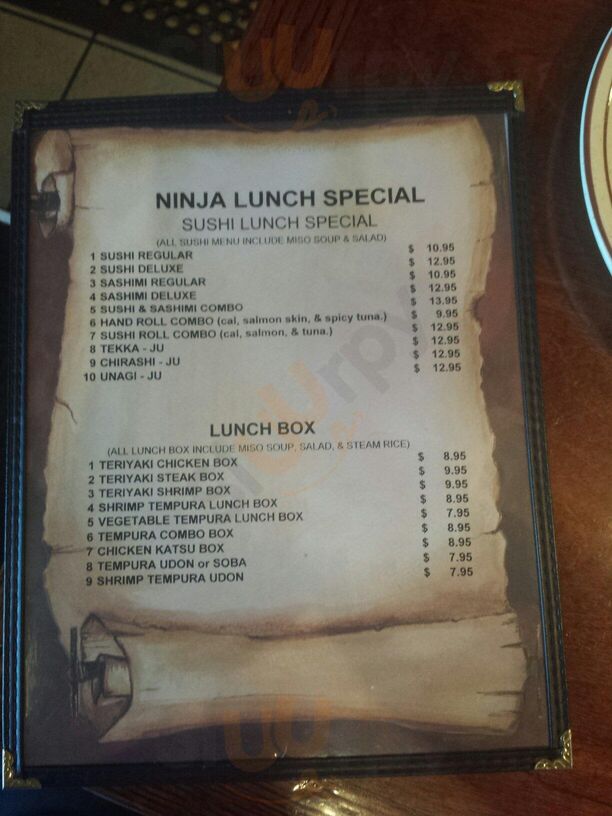 NINJA LUNCH SPECIAL
SUSHI LUNCH SPECIAL
(ALL SUSHI MENU INCLUDE MISO SOUP & SALAD)
1 SUSHI REGULAR $ 10.95
2 SUSHI DELUXE $ 12.95
3 SASHIMI REGULAR $ 10.95
4 SASHIMI DELUXE $ 12.95
5 SUSHI & SASHIMI COMBO $ 13.95
6 HAND ROLL COMBO (cal, salmon skin, & spicy tuna.) $ 9.95
7 SUSHI ROLL COMBO (cal, salmon, & tuna.) $ 12.95
8 TEKKA - JU $ 12.95
9 CHIRASHI - JU $ 12.95
10 UNAGI - JU $ 12.95
LUNCH BOX
(ALL LUNCH BOX INCLUDE MISO SOUP, SALAD, & STEAM RICE)
1 TERIYAKI CHICKEN BOX $ 8.95
2 TERIYAKI STEAK BOX $ 9.95
3 TERIYAKI SHRIMP BOX $ 9.95
4 SHRIMP TEMPURA LUNCH BOX $ 8.95
5 VEGETABLE TEMPURA LUNCH BOX $ 7.95
6 TEMPURA COMBO BOX $ 8.95
7 CHICKEN KATSU BOX $ 8.95
8 TEMPURA UDON or SOBA $ 7.95
9 SHRIMP TEMPURA UDON $ 7.95